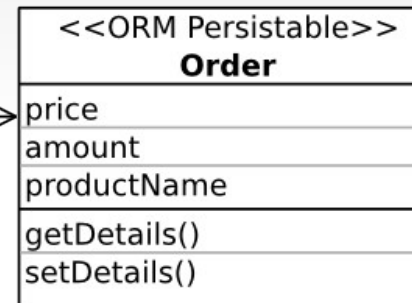 <<ORM Persistable>>
Order
price
amount
productName
getDetails()
setDetails()